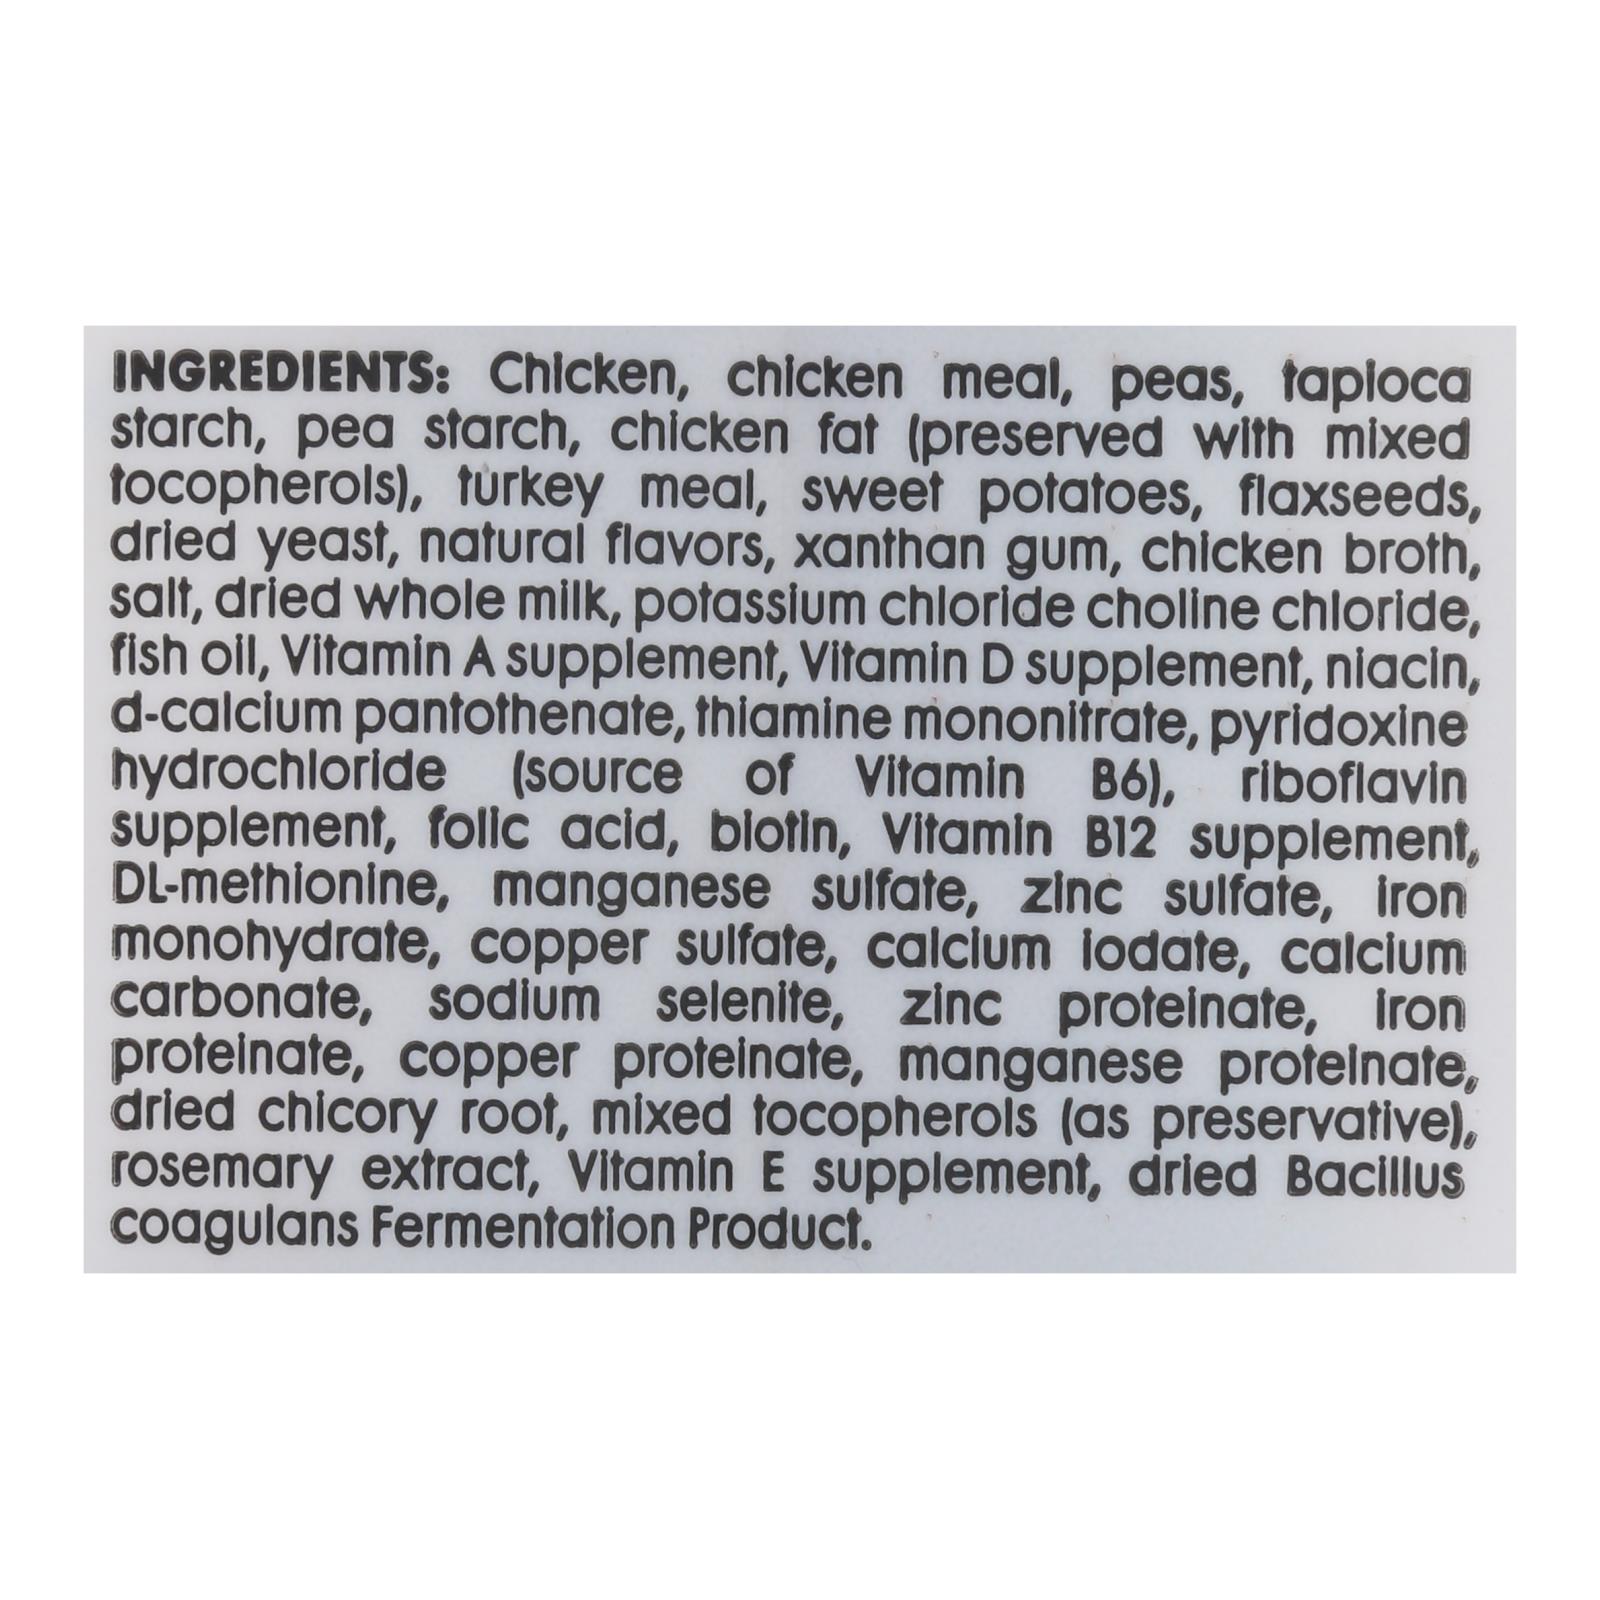 INGREDIENTS: Chicken, chicken meal, peas, tapioca
starch, pea starch, chicken fat (preserved with mixed
tocopherols), turkey meal, sweet potatoes, flaxseeds,
dried yeast, natural flavors, xanthan gum, chicken broth,
salt, dried whole milk, potassium chloride choline chloride,
fish oil, Vitamin A supplement, Vitamin D supplement, niacin,
d-calcium pantothenate, thiamine mononitrate, pyridoxine
hydrochloride (source of Vitamin B6), riboflavin
supplement, folic acid, biotin, Vitamin B12 supplement,
DL-methionine, manganese sulfate, zinc sulfate, iron
monohydrate, copper sulfate, calcium iodate, calcium
carbonate, sodium selenite, zinc proteinate, iron
proteinate, copper proteinate, manganese proteinate,
dried chicory root, mixed tocopherols (as preservative),
rosemary extract, Vitamin E supplement, dried Bacillus
coagulans Fermentation Product.